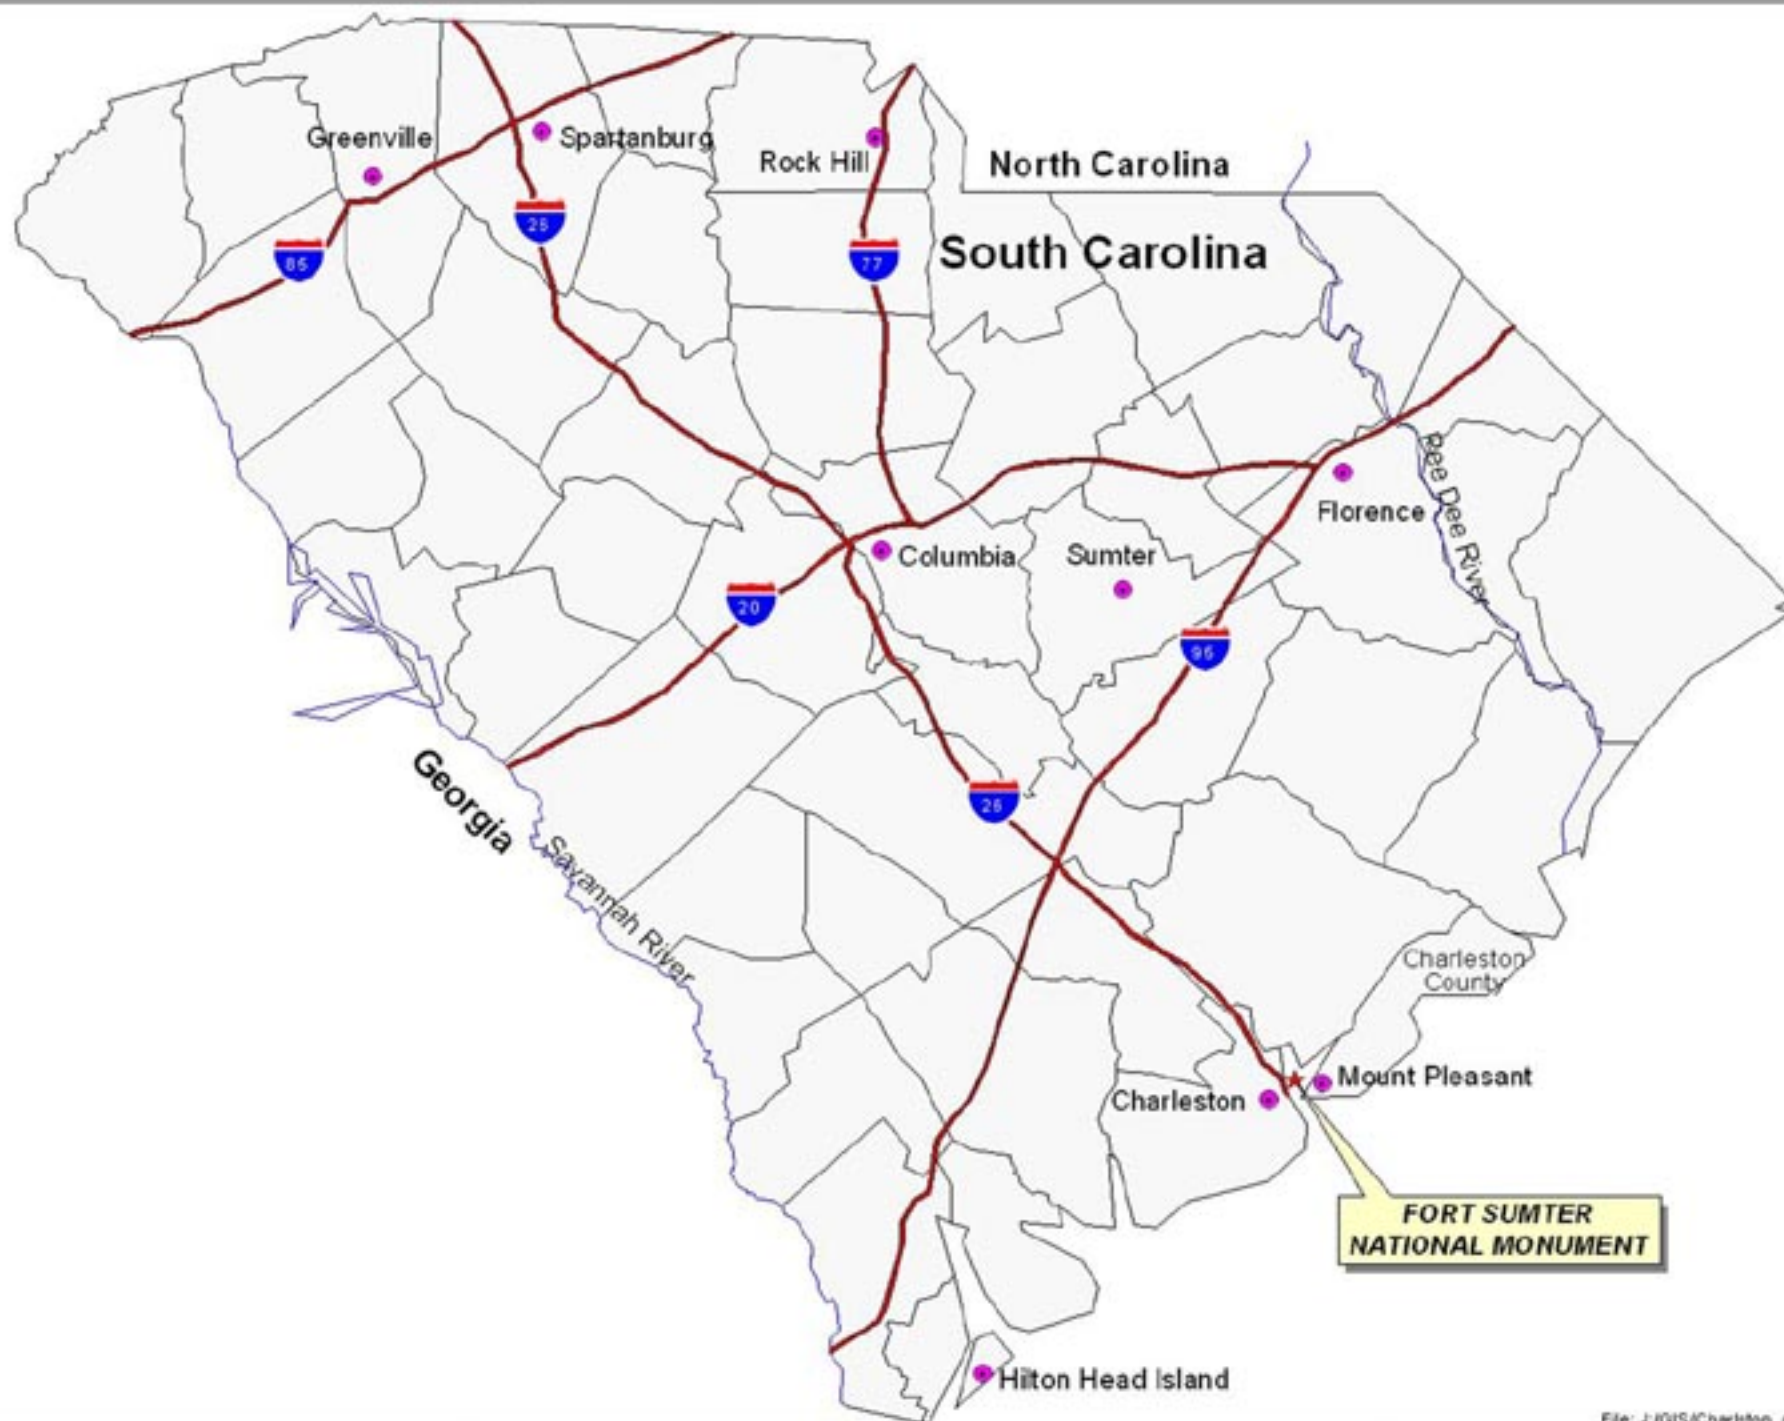 Greenville
Spartanburg
Rock Hill
North Carolina
South Carolina
85
26
77
Pee Dee River
Florence
Columbia
Sumter
20
95
26
Georgia
Savannah River
Charleston
County
Mount Pleasant
Charleston
FORT SUMTER
NATIONAL MONUMENT
Hilton Head Island